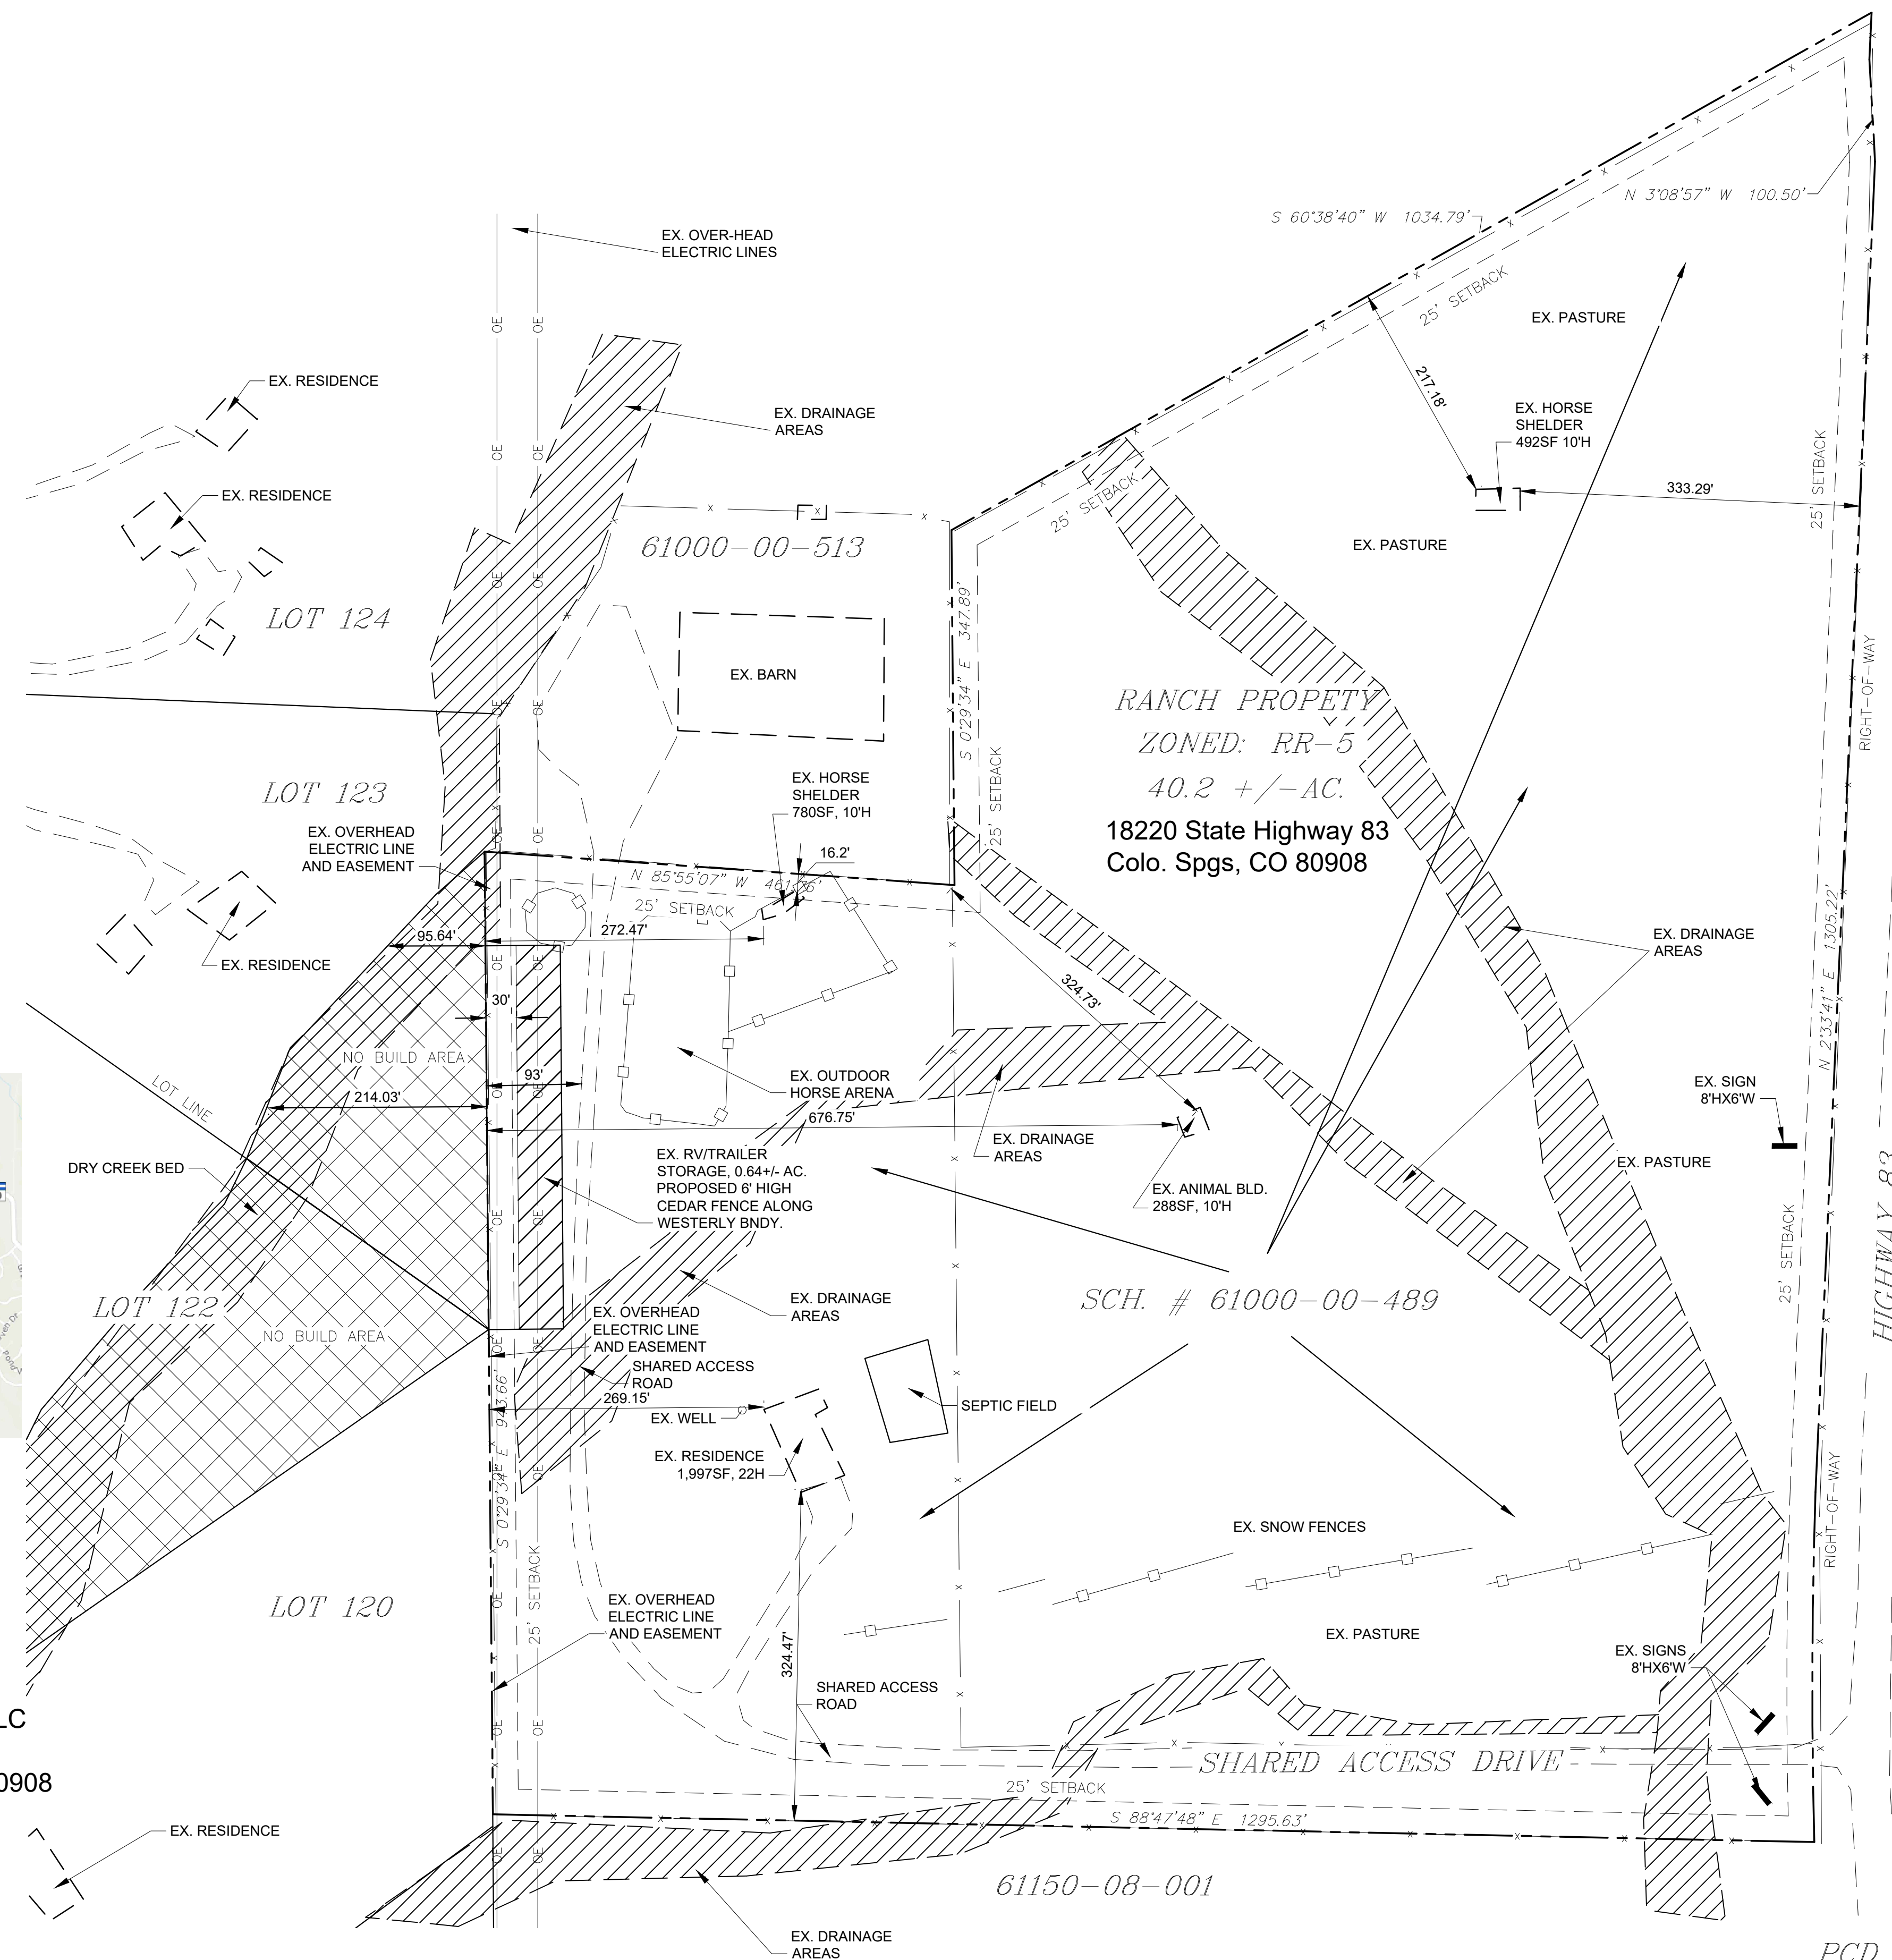 N 3°08'57" W 100.50'
S 60°38'40" W 1034.79'
EX. OVER-HEAD
ELECTRIC LINES
25' SETBACK
EX. PASTURE
OE
OE
EX. RESIDENCE
EX. DRAINAGE
AREAS
217.18'
EX. HORSE
SHELDER
492SF 10'H
25' SETBACK
333.29'
EX. RESIDENCE
25' SETBACK
61000-00-513
EX. PASTURE
LOT 124
S 0°29'34" E 347.89'
EX. BARN
RANCH PROPETY
ZONED: RR-5
40.2 +/-AC.
18220 State Highway 83
Colo. Spgs, CO 80908
RIGHT-OF-WAY
LOT 123
EX. HORSE
SHELDER
780SF, 10'H
25' SETBACK
EX. OVERHEAD
ELECTRIC LINE
AND EASEMENT
16.2'
N 85°55'07" W 461.
25' SETBACK
272.47'
95.64'
EX. RESIDENCE
EX. DRAINAGE
AREAS
N 2°33'41" E 1305.22'
30'
324.73'
NO BUILD AREA
LOT LINE
93'
214.03'
EX. OUTDOOR
HORSE ARENA
676.75'
EX. SIGN
8'HX6'W
EX. DRAINAGE
AREAS
DRY CREEK BED
EX. RV/TRAILER
STORAGE, 0.64+/- AC.
PROPOSED 6' HIGH
CEDAR FENCE ALONG
WESTERLY BNDY.
EX. PASTURE
EX. ANIMAL BLD.
288SF, 10'H
HIGHWAY 83
25' SETBACK
LOT 122
NO BUILD AREA
EX. DRAINAGE
AREAS
SCH. # 61000-00-489
EX. OVERHEAD
ELECTRIC LINE
AND EASEMENT
SHARED ACCESS
ROAD
269.15'
EX. WELL
SEPTIC FIELD
S 0°29'34" E 943.66'
EX. RESIDENCE
1,997SF, 22H
RIGHT-OF-WAY
EX. SNOW FENCES
25' SETBACK
LOT 120
EX. OVERHEAD
ELECTRIC LINE
AND EASEMENT
324.47'
EX. PASTURE
EX. SIGNS
8'HX6'W
SHARED ACCESS
ROAD
LC
SHARED ACCESS DRIVE
0908
25' SETBACK
S 88°47'48" E 1295.63'
EX. RESIDENCE
61150-08-001
EX. DRAINAGE
AREAS
PCD